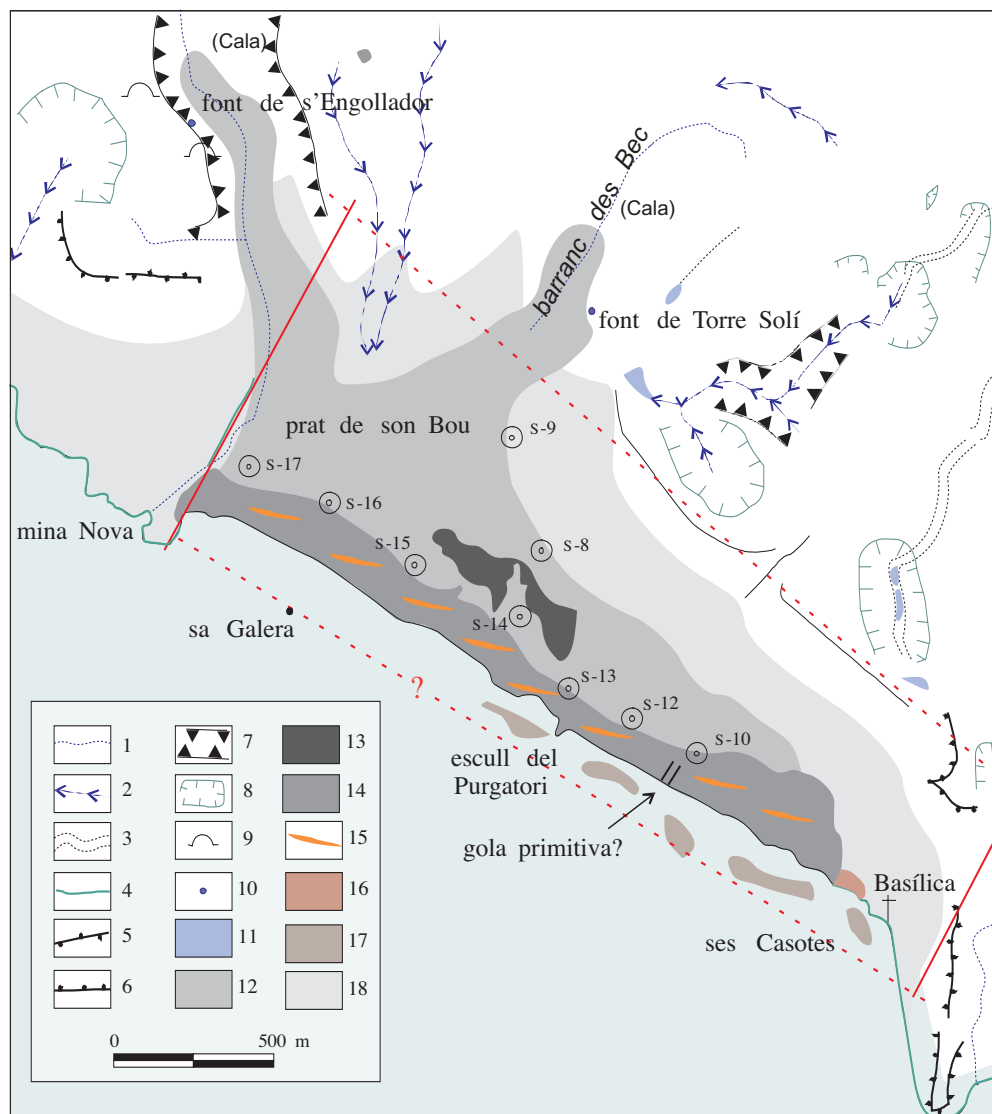 (Cala)
(Cala)
font de s'Engollador
barranc des Bec
(Cala)
font de Torre Solí
prat de son Bou
S-9
S-17
S-16
mina Nova
S-15
S-8
sa Galera
S-14
?
S-13
S-12
S-10
escull del
Purgatori
gola primitiva?
Basílica
ses Casotes
1
7
13
2
8
14
3
9
15
4
10
16
5
11
17
6
12
18
0
500 m